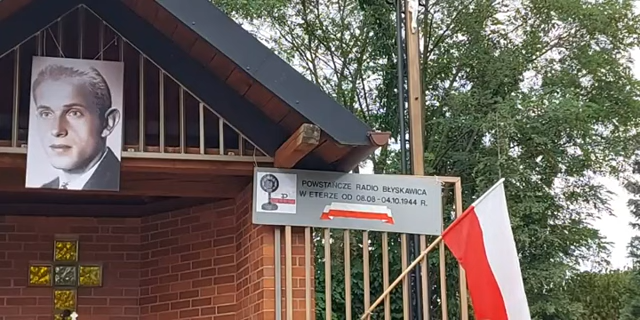 POWSTAŃCZE RADIO BŁYSKAWICA
W ETERZE OD 08.08-04.10.1944 R.